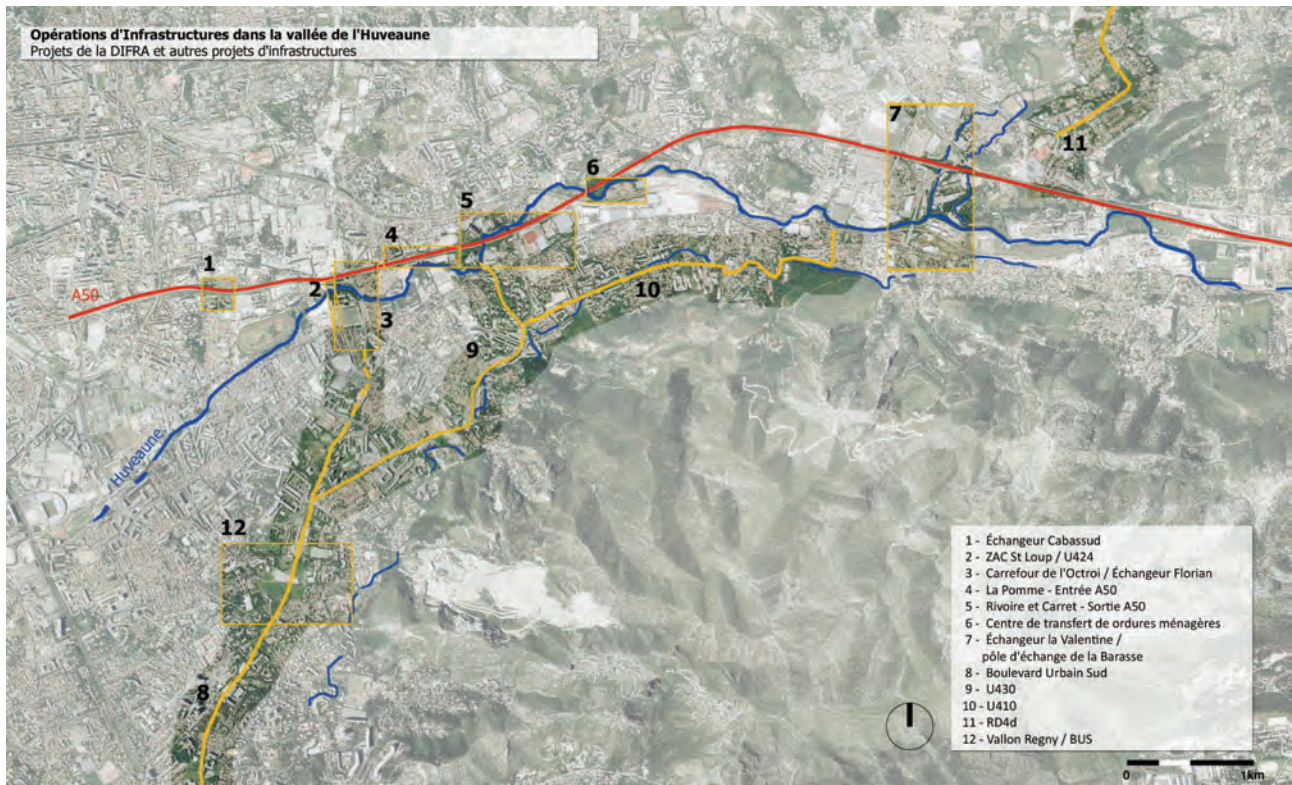 Opérations d'Infrastructures dans la vallée de l'Huveaune
Projets de la DIFRA et autres projets d'infrastructures
7
11
6
5
4
1
2
A50
3
10
9
Huveaune
12
8
1 - Échangeur Cabassud
2 - ZAC St Loup / U424
3 - Carrefour de l'Octroi / Échangeur Florian
4 - La Pomme - Entrée A50
5 - Rivoire et Carret - Sortie A50
6 - Centre de transfert de ordures ménagères
7 - Échangeur la Valentine /
pôle d'échange de la Barasse
8 - Boulevard Urbain Sud
9 - U430
10 - U410
11 - RD4d
12 - Vallon Regny / BUS
0 1km